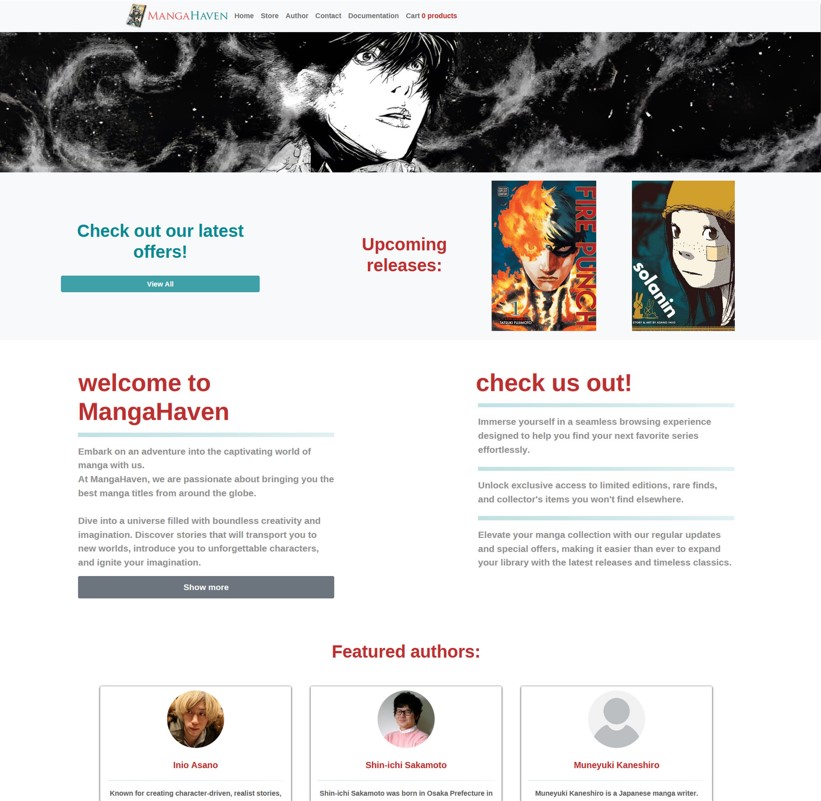 MANGAHAVEN Home Store Author Contact Documentation Cart 0 products
Check out our latest
offers!
View All
Upcoming
releases:
FIRE PUNCH
1
TATSUKI FUJIMOTO
solanin
STORY & ART BY INIO ASANO
welcome to
MangaHaven
Embark on an adventure into the captivating world of
manga with us.
At MangaHaven, we are passionate about bringing you the
best manga titles from around the globe.
Dive into a universe filled with boundless creativity and
imagination. Discover stories that will transport you to
new worlds, introduce you to unforgettable characters,
and ignite your imagination.
Show more
check us out!
Immerse yourself in a seamless browsing experience
designed to help you find your next favorite series
effortlessly.
Unlock exclusive access to limited editions, rare finds,
and collector's items you won't find elsewhere.
Elevate your manga collection with our regular updates
and special offers, making it easier than ever to expand
your library with the latest releases and timeless classics.
Featured authors:
Inio Asano
Known for creating character-driven, realist stories,
Shin-ichi Sakamoto
Shin-ichi Sakamoto was born in Osaka Prefecture in
Muneyuki Kaneshiro
Muneyuki Kaneshiro is a Japanese manga writer.